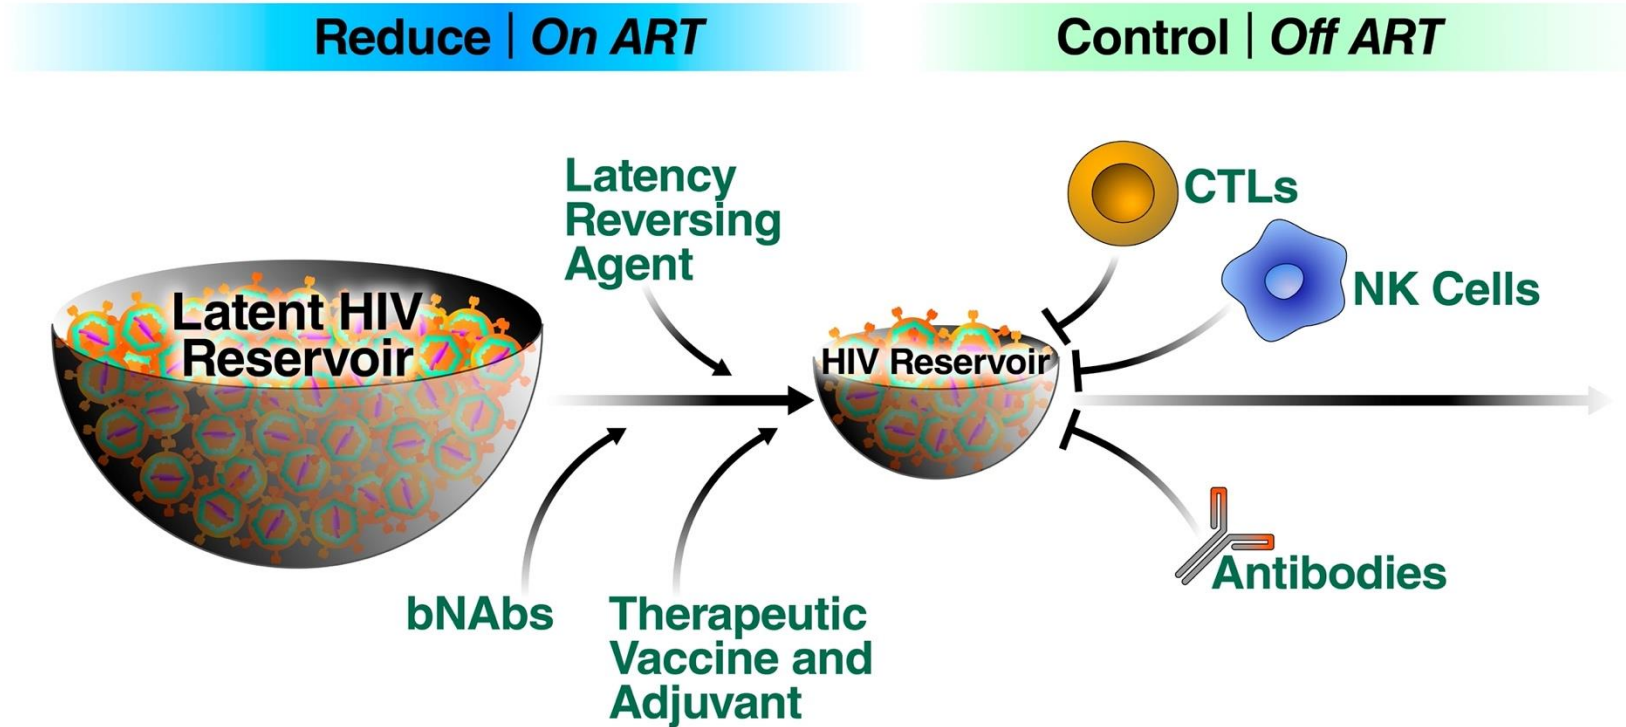 Reduce | On ART
Control | Off ART
Latency
Reversing
Agent
CTLs
NK Cells
Latent HIV
Reservoir
HIV Reservoir
bNAbs
Therapeutic
Vaccine and
Adjuvant
Antibodies